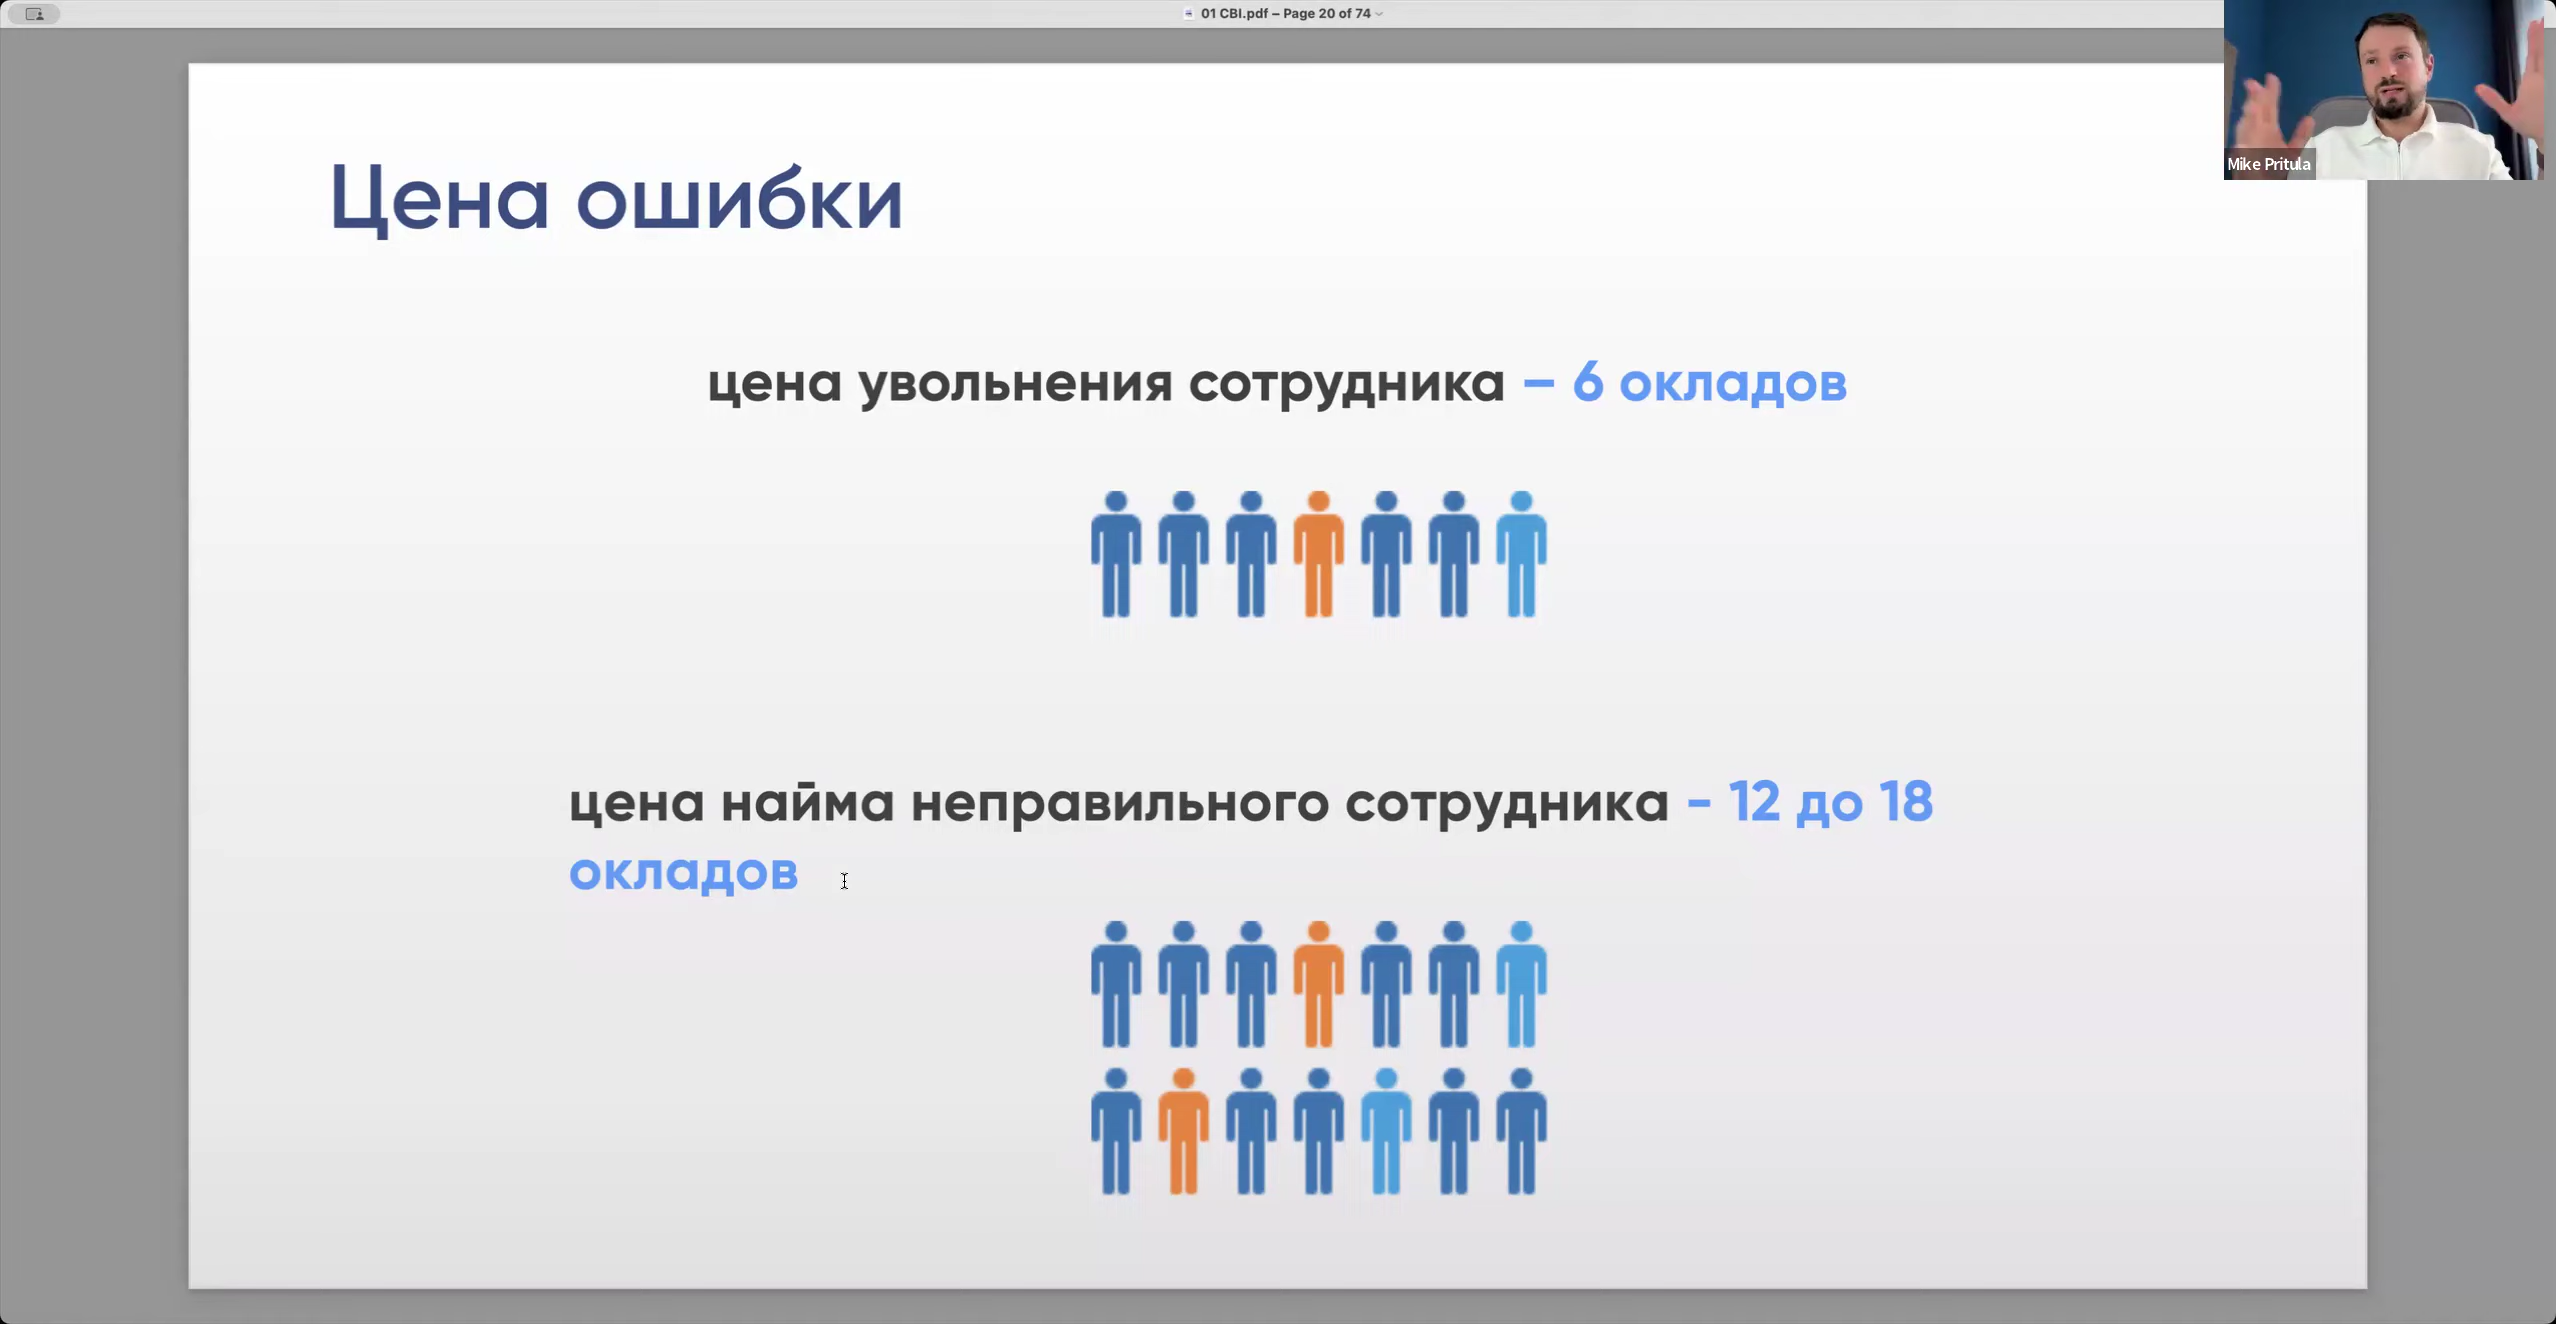 01 CBI.pdf – Page 20 of 74
Mike Pritula
Цена ошибки
цена увольнения сотрудника – 6 окладов
цена найма неправильного сотрудника - 12 до 18
окладов